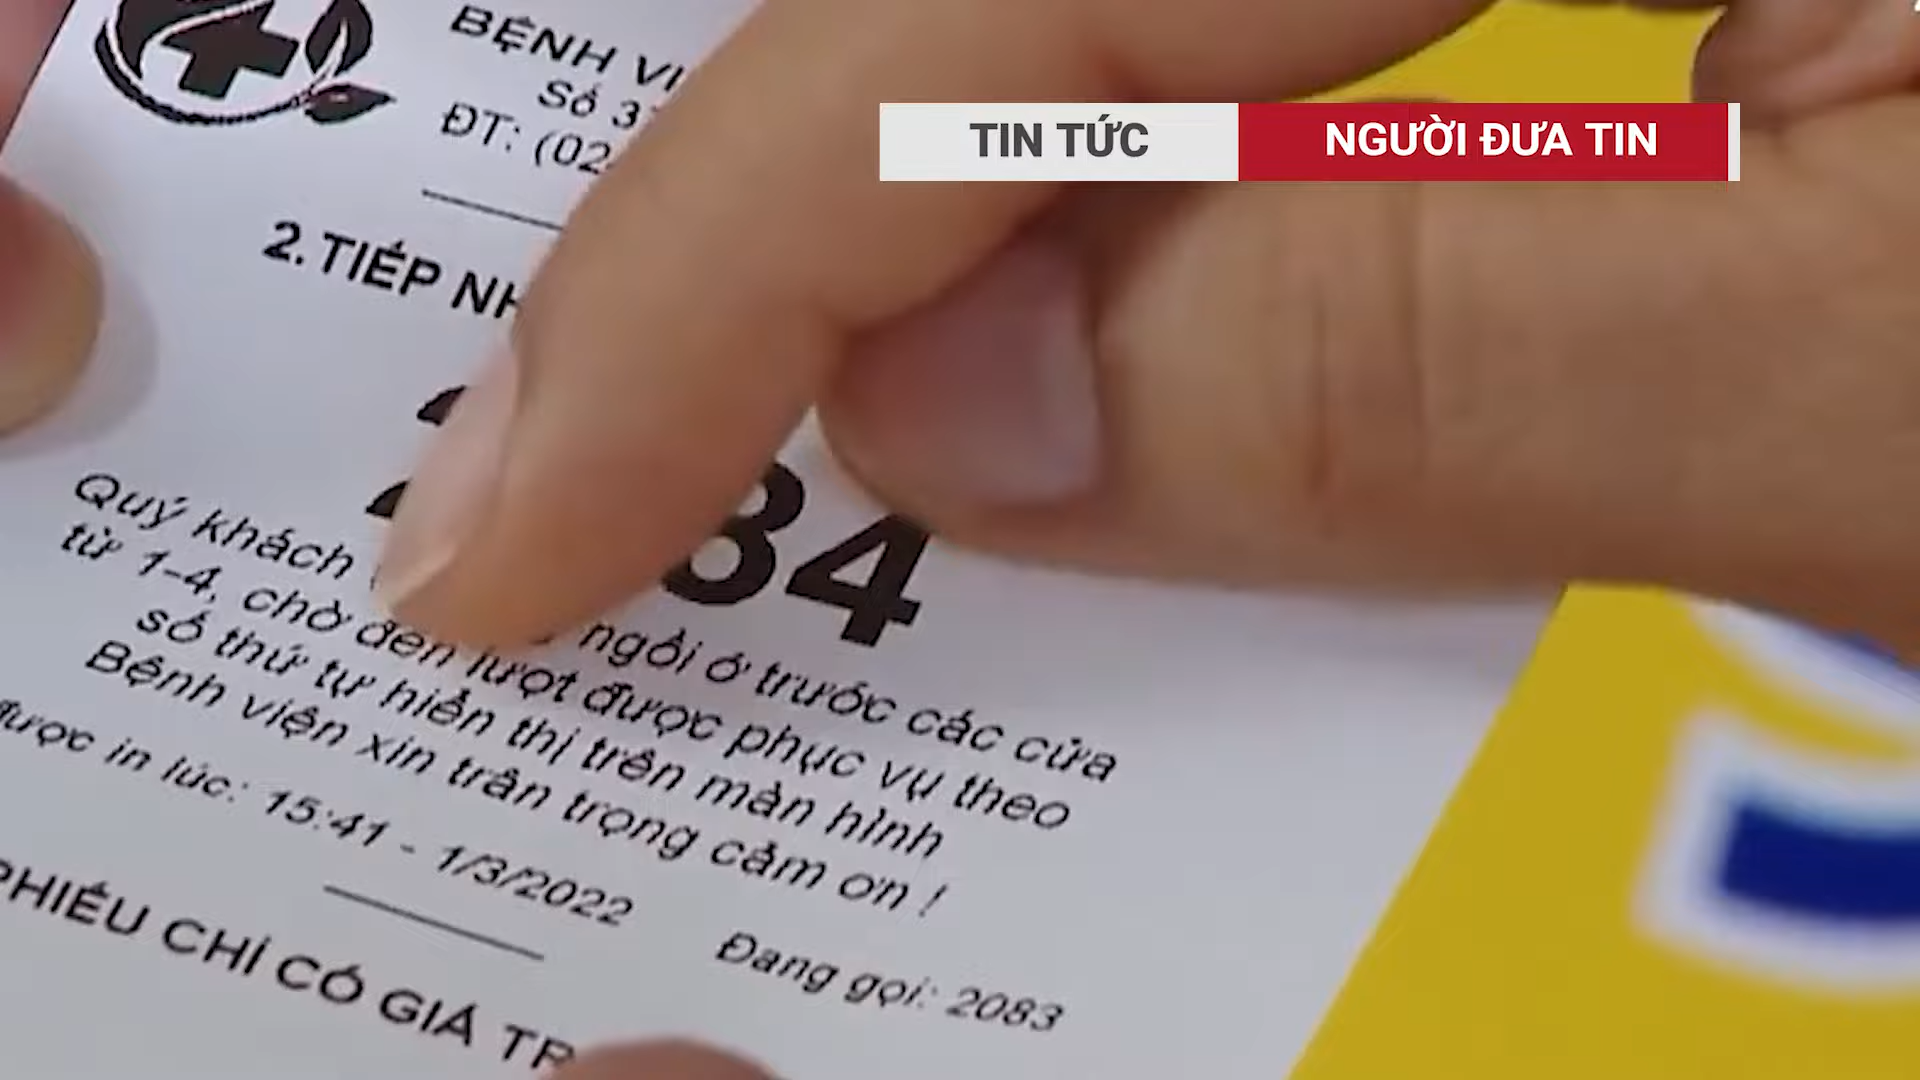 BỆNH VI
Số 3
ĐT: (02
TIN TỨC
NGƯỜI ĐƯA TIN
2.TIẾP NH
84
Quý khách ngồi ở trước các cửa
từ 1-4, chờ đến lượt được phục vụ theo
số thứ tự hiển thị trên màn hình
Bệnh viện xin trân trọng cảm ơn !
được in lúc: 15:41 - 1/3/2022
Đang gọi: 2083
PHIẾU CHỈ CÓ GIÁ TR